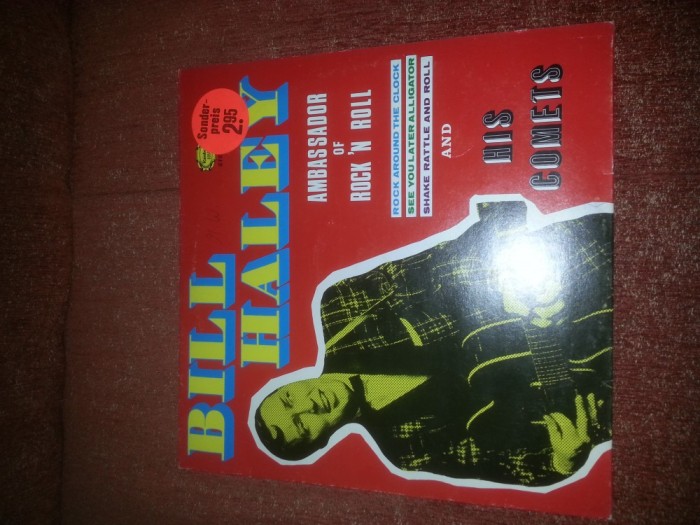 BILL
HALEY
Sonder-
preis
2.95
AMBASSADOR
OF
ROCK 'N ROLL
ROCK AROUND THE CLOCK
SEE YOU LATER ALLIGATOR
SHAKE RATTLE AND ROLL
AND
HIS
COMETS